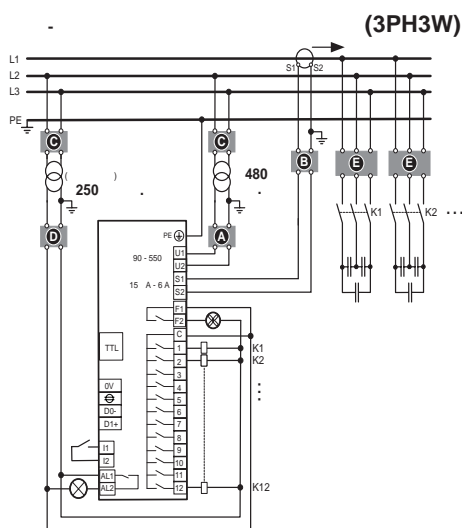 - (3PH3W)
L1
S1 S2
L2
L3
PE
C C B E E
( )
250 . 480 .
K1 K2 ...
D A
PE
90 - 550 U1
U2
15 A - 6 A S1
S2
F1
F2
C
TTL 1 K1
2 K2
3
0V 4
5
D0- 6
D1+ 7
8
I1 9
I2 10
AL1 11
AL2 12 K12